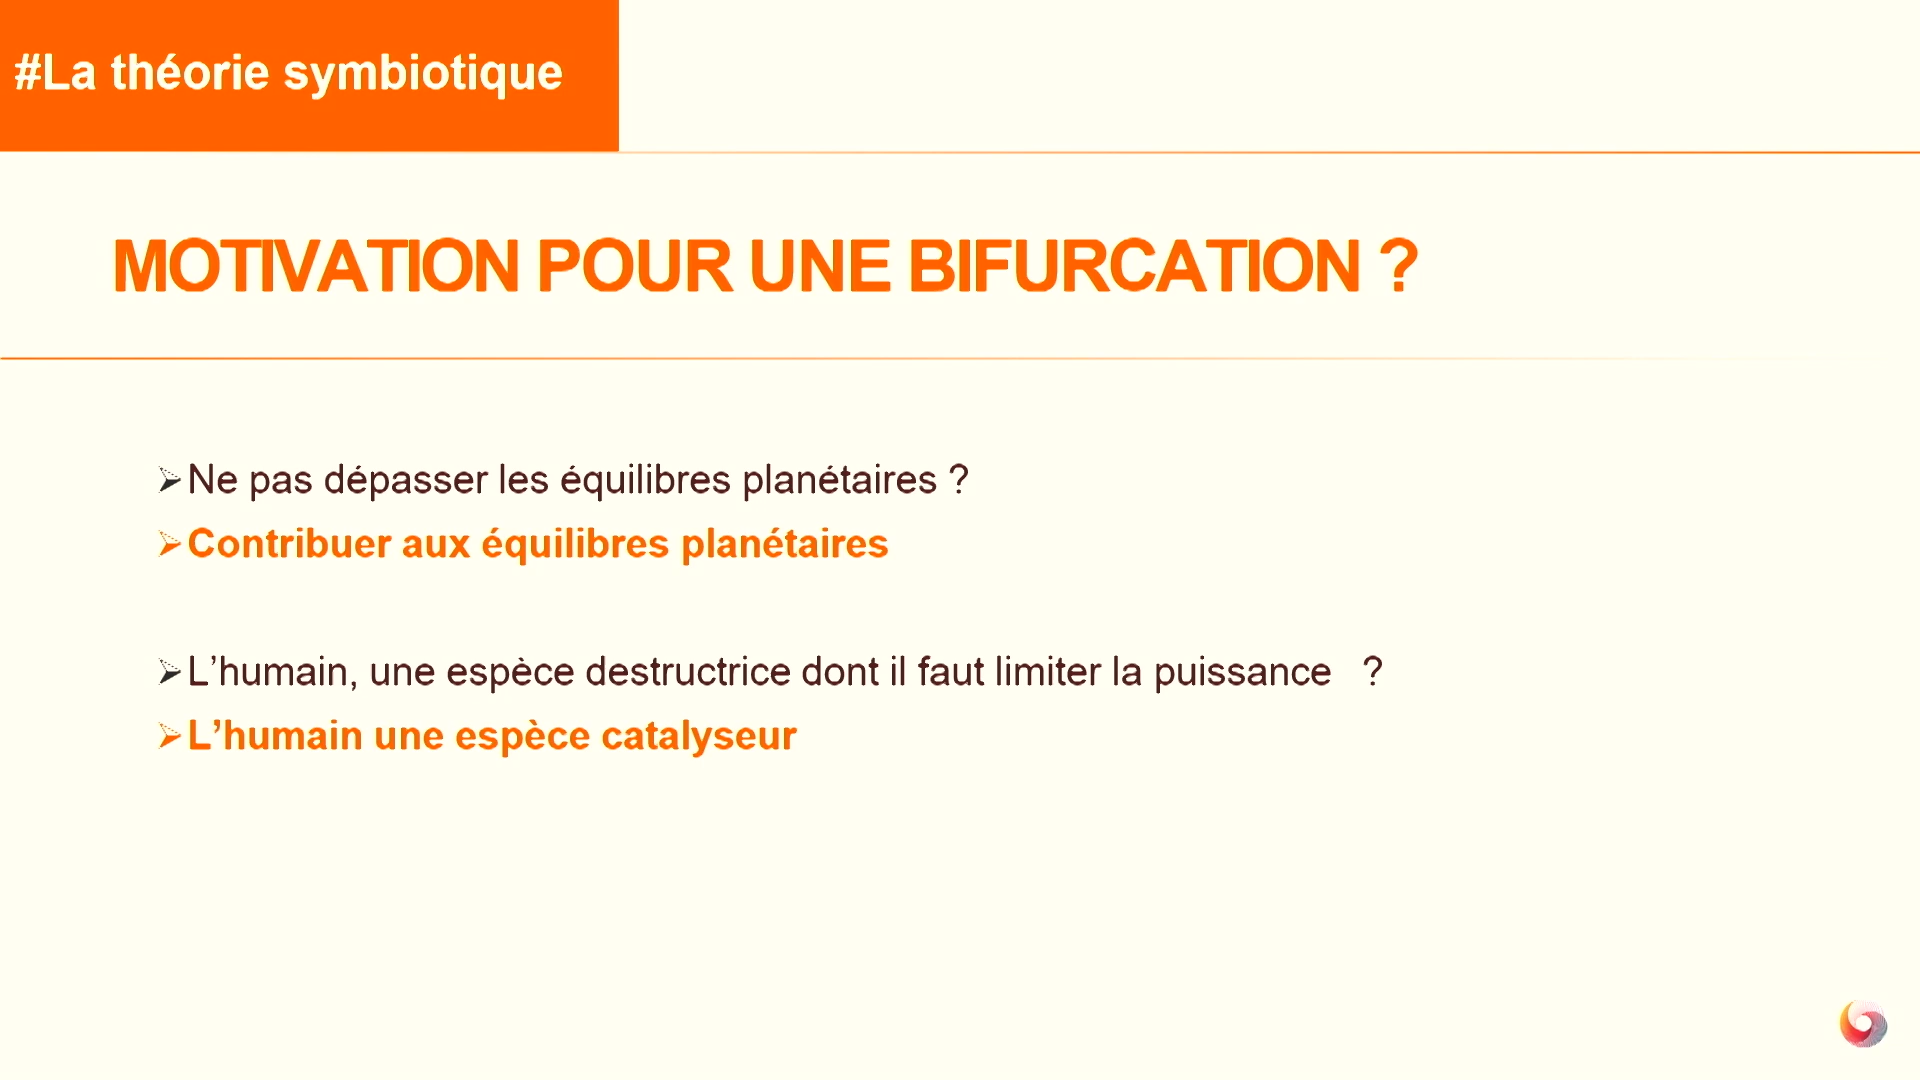 #La théorie symbiotique
MOTIVATION POUR UNE BIFURCATION ?
Ne pas dépasser les équilibres planétaires ?
Contribuer aux équilibres planétaires
L’humain, une espèce destructrice dont il faut limiter la puissance ?
L’humain une espèce catalyseur